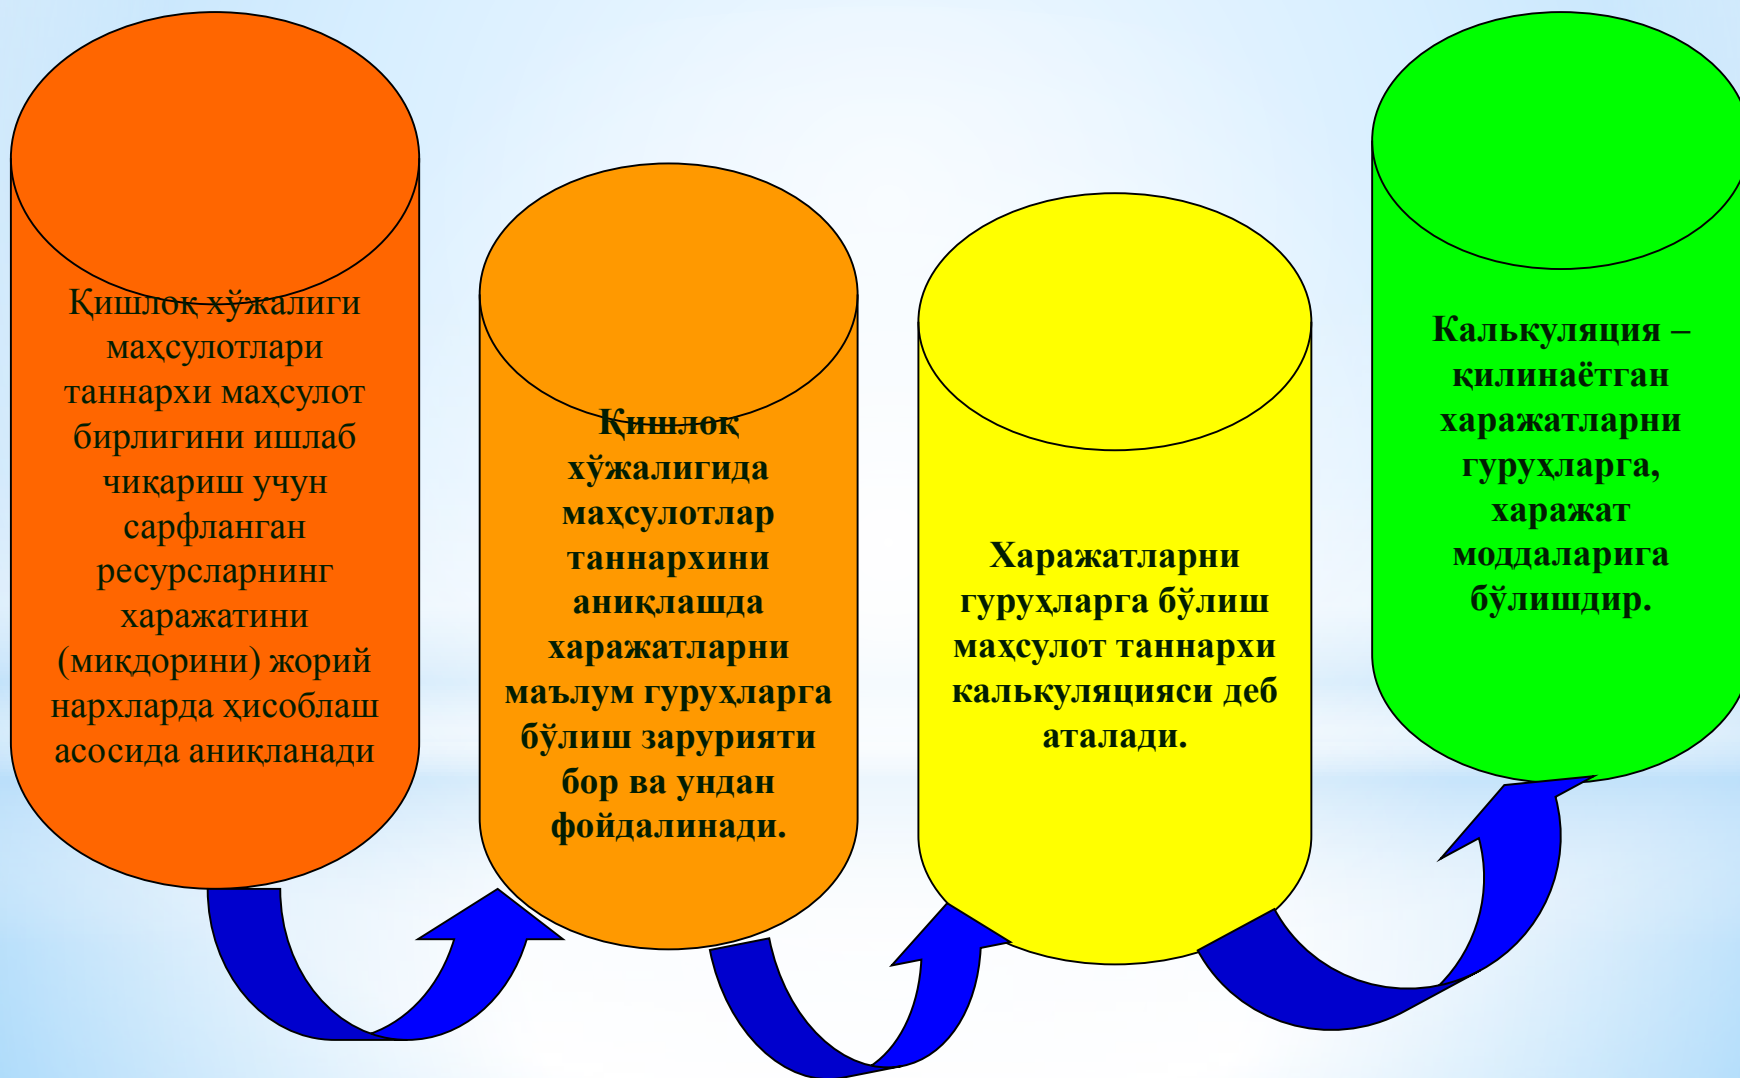 Қишлоқ хўжалиги
маҳсулотлари
таннархи маҳсулот
бирлигини ишлаб
чиқариш учун
сарфланган
ресурсларнинг
харажатини
(миқдорини) жорий
нархларда ҳисоблаш
асосида аниқланади
Қишлоқ
хўжалигида
маҳсулотлар
таннархини
аниқлашда
харажатларни
маълум гуруҳларга
бўлиш зарурияти
бор ва ундан
фойдалинади.
Харажатларни
гуруҳларга бўлиш
маҳсулот таннархи
калькуляцияси деб
аталади.
Калькуляция –
қилинаётган
харажатларни
гуруҳларга,
харажат
моддаларига
бўлишдир.